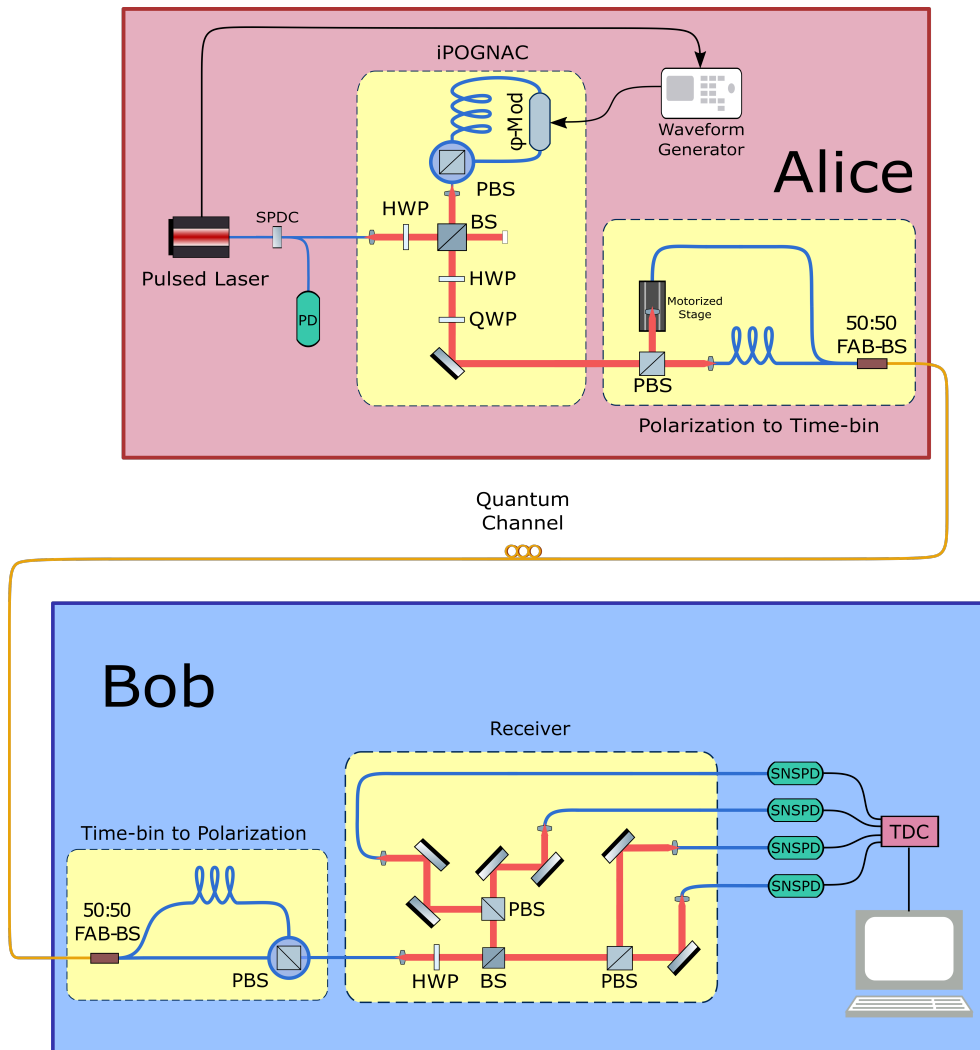 iPOGNAC
φ-Mod
Waveform
Generator
Alice
PBS
HWP
BS
SPDC
Pulsed Laser
PD
HWP
QWP
Motorized
Stage
PBS
50:50
FAB-BS
Polarization to Time-bin
Quantum
Channel
Bob
Receiver
Time-bin to Polarization
50:50
FAB-BS
PBS
HWP
BS
PBS
PBS
SNSPD
SNSPD
SNSPD
SNSPD
TDC